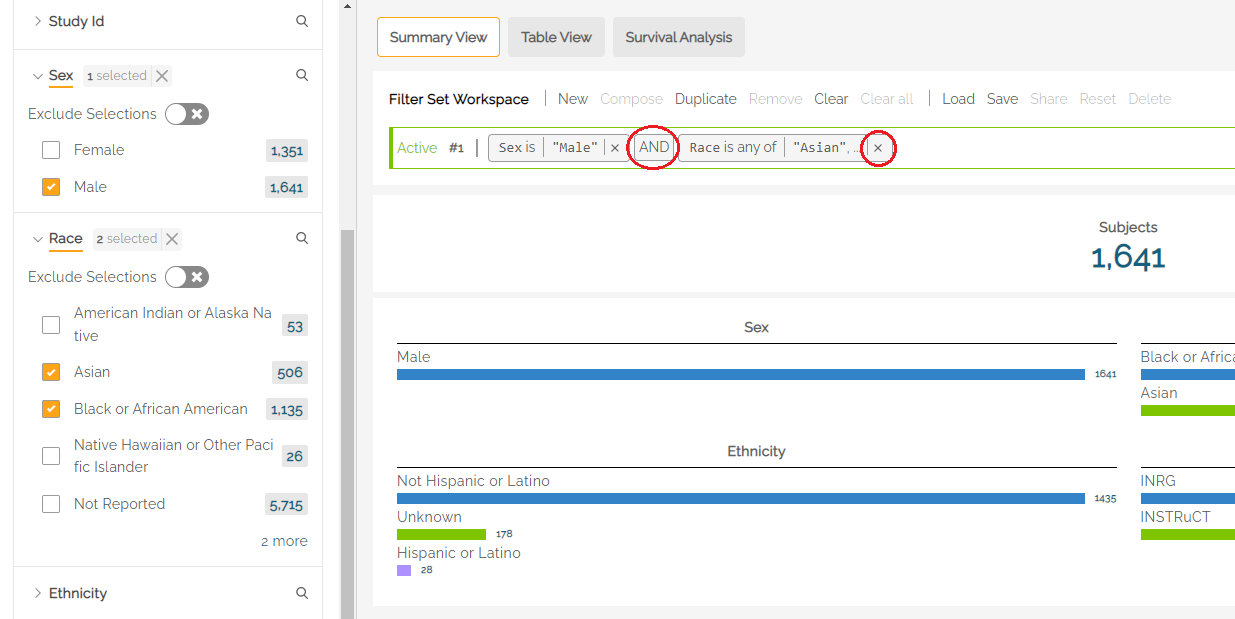 Study Id
Sex 1 selected
Exclude Selections
Female 1,351
Male 1,641
Race 2 selected
Exclude Selections
American Indian or Alaska Na
tive 53
Asian 506
Black or African American 1,135
Native Hawaiian or Other Paci
fic Islander 26
Not Reported 5,715
2 more
Ethnicity
Summary View Table View Survival Analysis
Filter Set Workspace New Compose Duplicate Remove Clear Clear all Load Save Share Reset Delete
Active #1 Sex is "Male" × AND Race is any of "Asian", ... ×
Subjects
1,641
Sex
Male
1641
Black or Africa
Asian
Ethnicity
Not Hispanic or Latino
1435
Unknown
178
Hispanic or Latino
28
INRG
INSTRuCT